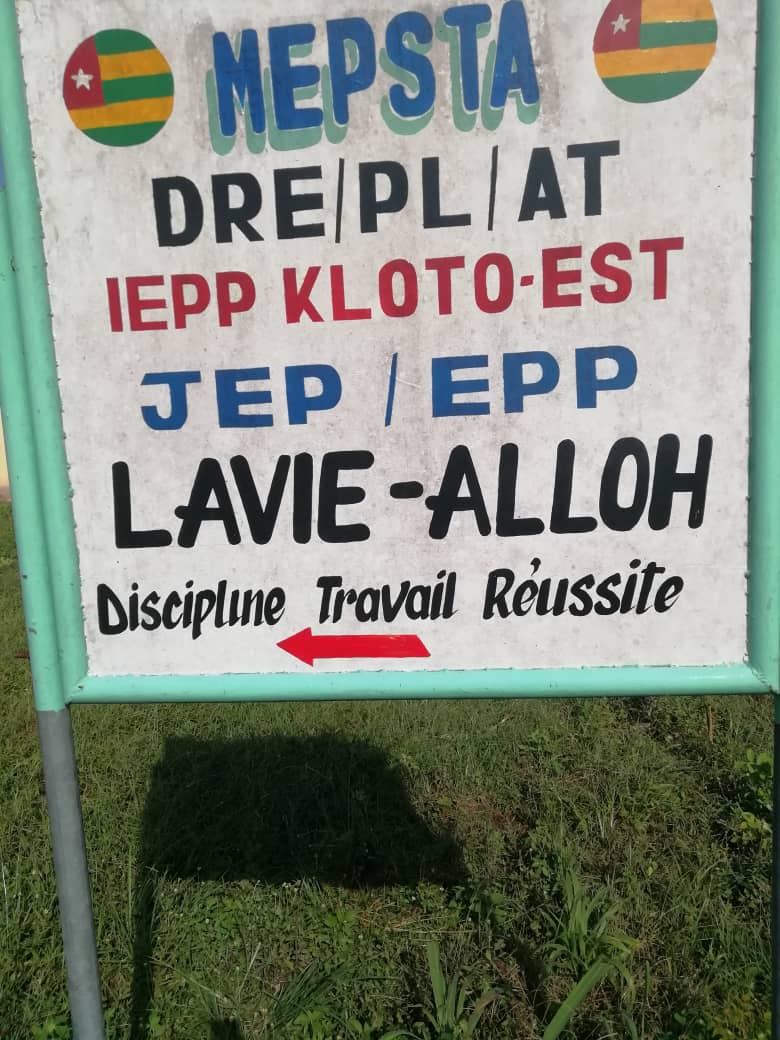 MEPSTA
DRE/PL/AT
IEPP KLOTO-EST
JEP / EPP
LAVIE-ALLOH
Discipline Travail Réussite